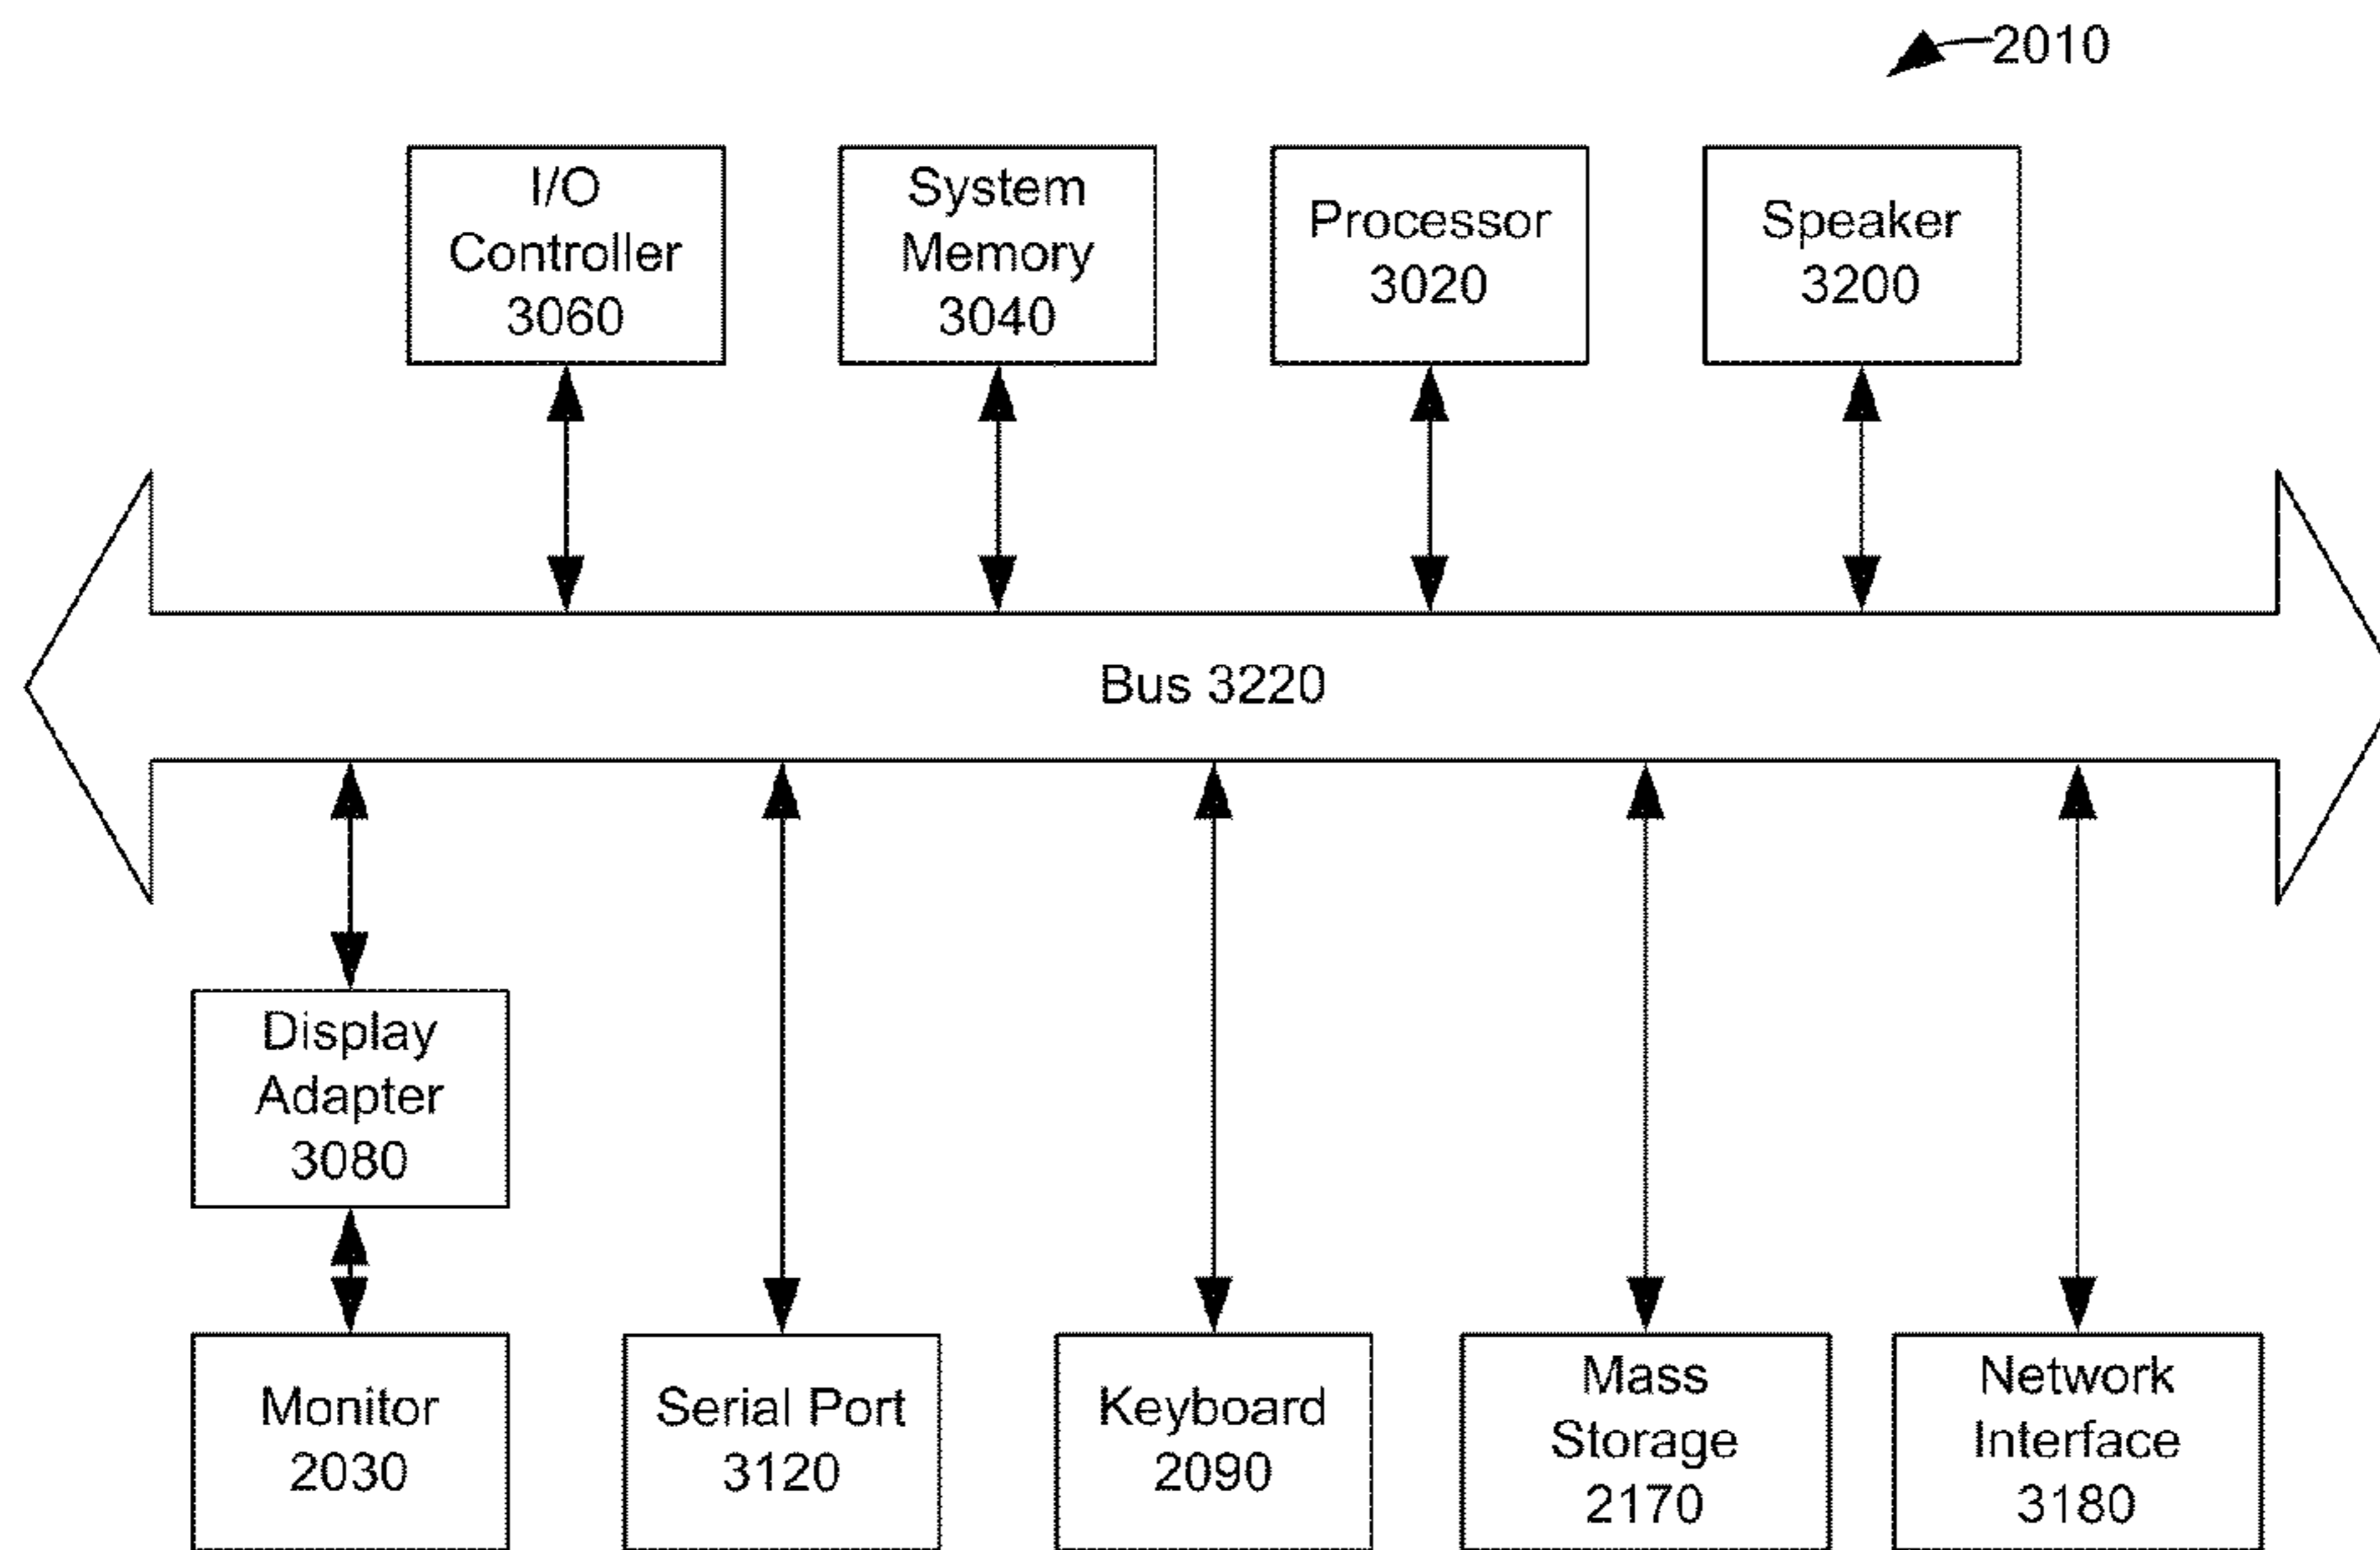 2010
I/O
Controller
3060
System
Memory
3040
Processor
3020
Speaker
3200
Bus 3220
Display
Adapter
3080
Monitor
2030
Serial Port
3120
Keyboard
2090
Mass
Storage
2170
Network
Interface
3180